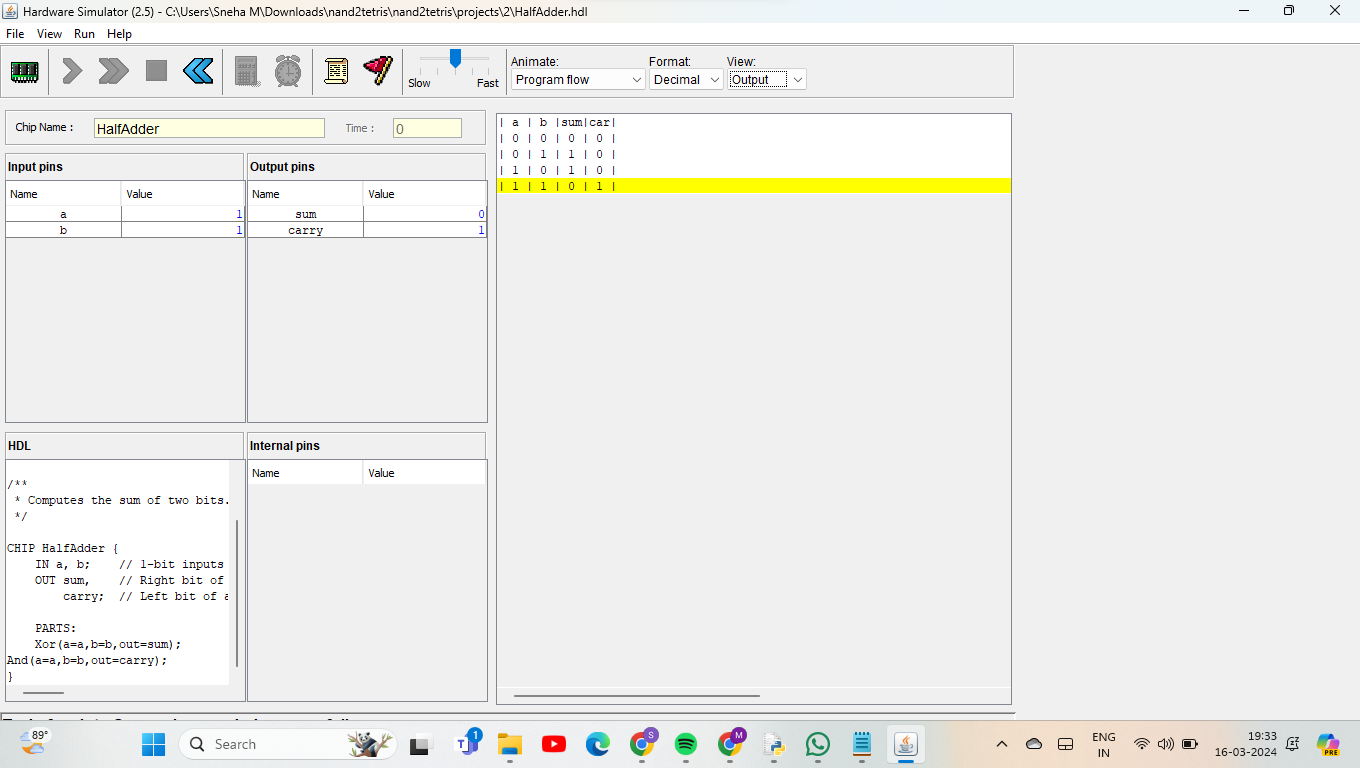 Hardware Simulator (2.5) - C:\Users\Sneha M\Downloads\nand2tetris\nand2tetris\projects\2\HalfAdder.hdl
File View Run Help
Animate: Format: View:
Slow Fast Program flow Decimal Output
Chip Name : HalfAdder Time : 0
Input pins
Name Value
a 1
b 1
Output pins
Name Value
sum 0
carry 1
| a | b |sum|car|
| 0 | 0 | 0 | 0 |
| 0 | 1 | 1 | 0 |
| 1 | 0 | 1 | 0 |
| 1 | 1 | 0 | 1 |
HDL
/**
* Computes the sum of two bits.
*/
CHIP HalfAdder {
IN a, b; // 1-bit inputs
OUT sum, // Right bit of
carry; // Left bit of a
PARTS:
Xor(a=a,b=b,out=sum);
And(a=a,b=b,out=carry);
}
Internal pins
Name Value
89°
Search
1
S
M
ENG
IN
19:33
16-03-2024
PRE